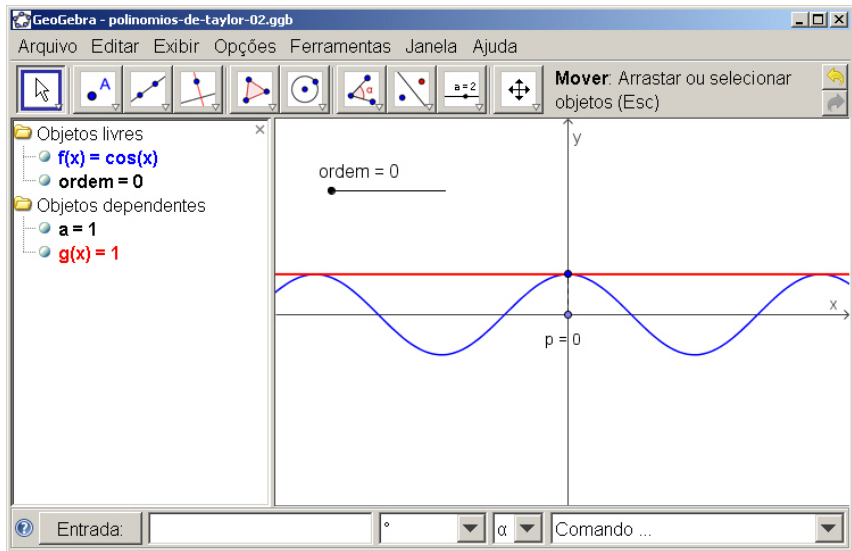 GeoGebra - polinomios-de-taylor-02.ggb
Arquivo Editar Exibir Opções Ferramentas Janela Ajuda
A
α
a=2
Mover: Arrastar ou selecionar
objetos (Esc)
Objetos livres
f(x) = cos(x)
ordem = 0
Objetos dependentes
a = 1
g(x) = 1
y
ordem = 0
x
p = 0
Entrada:
°
α
Comando ...